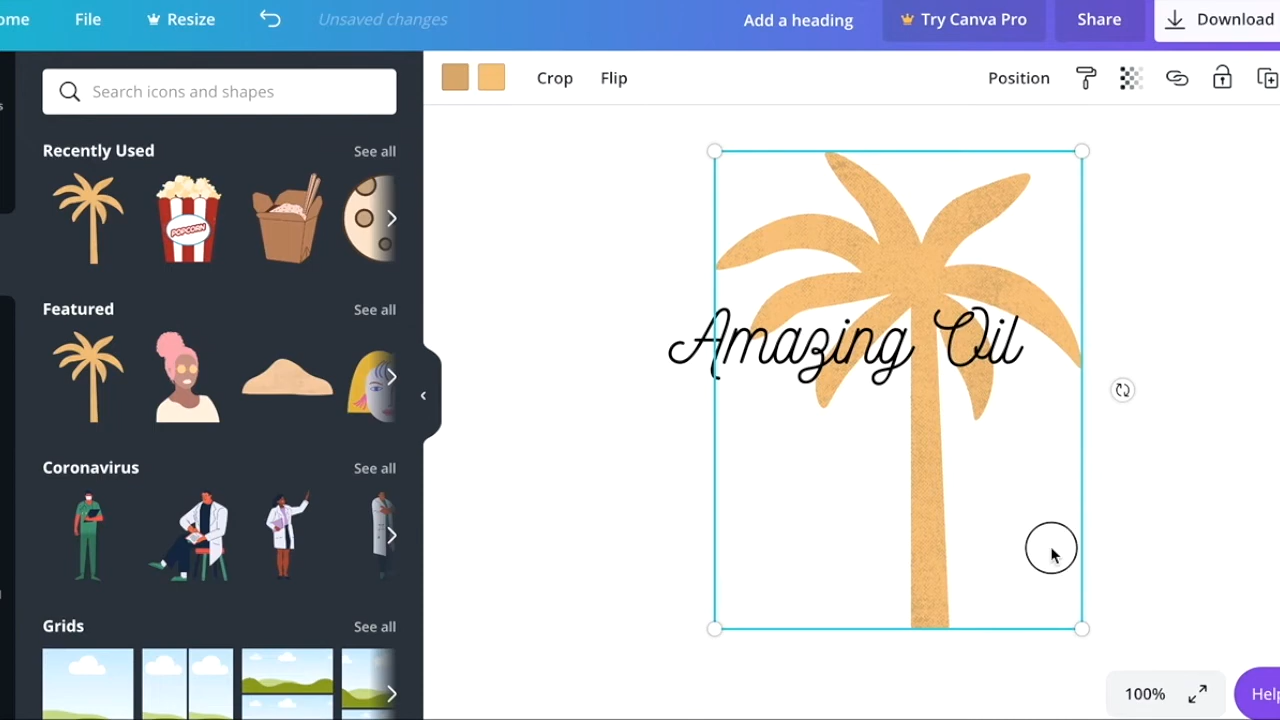 ome File Resize Unsaved changes Add a heading Try Canva Pro Share Download
Search icons and shapes
Crop Flip Position
Recently Used See all
POPCORN
Featured See all
Amazing Oil
Coronavirus See all
Grids See all
100%
Help